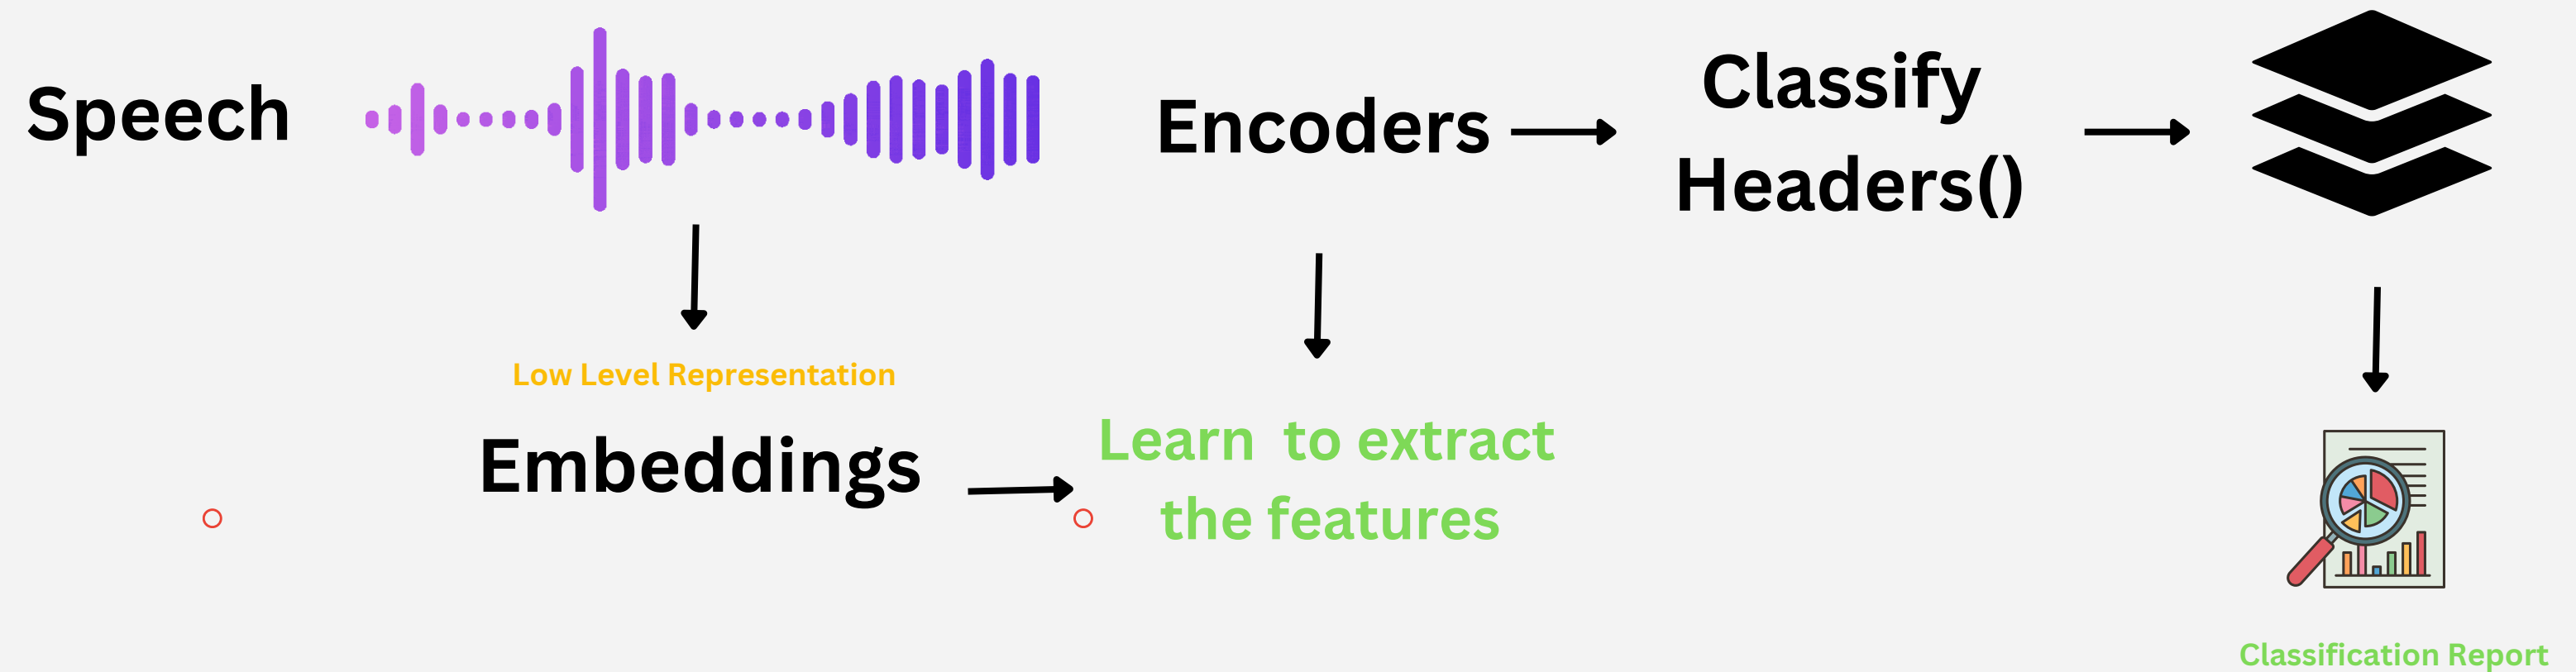 Speech
Encoders
Classify
Headers()
Low Level Representation
Embeddings
Learn to extract
the features
Classification Report